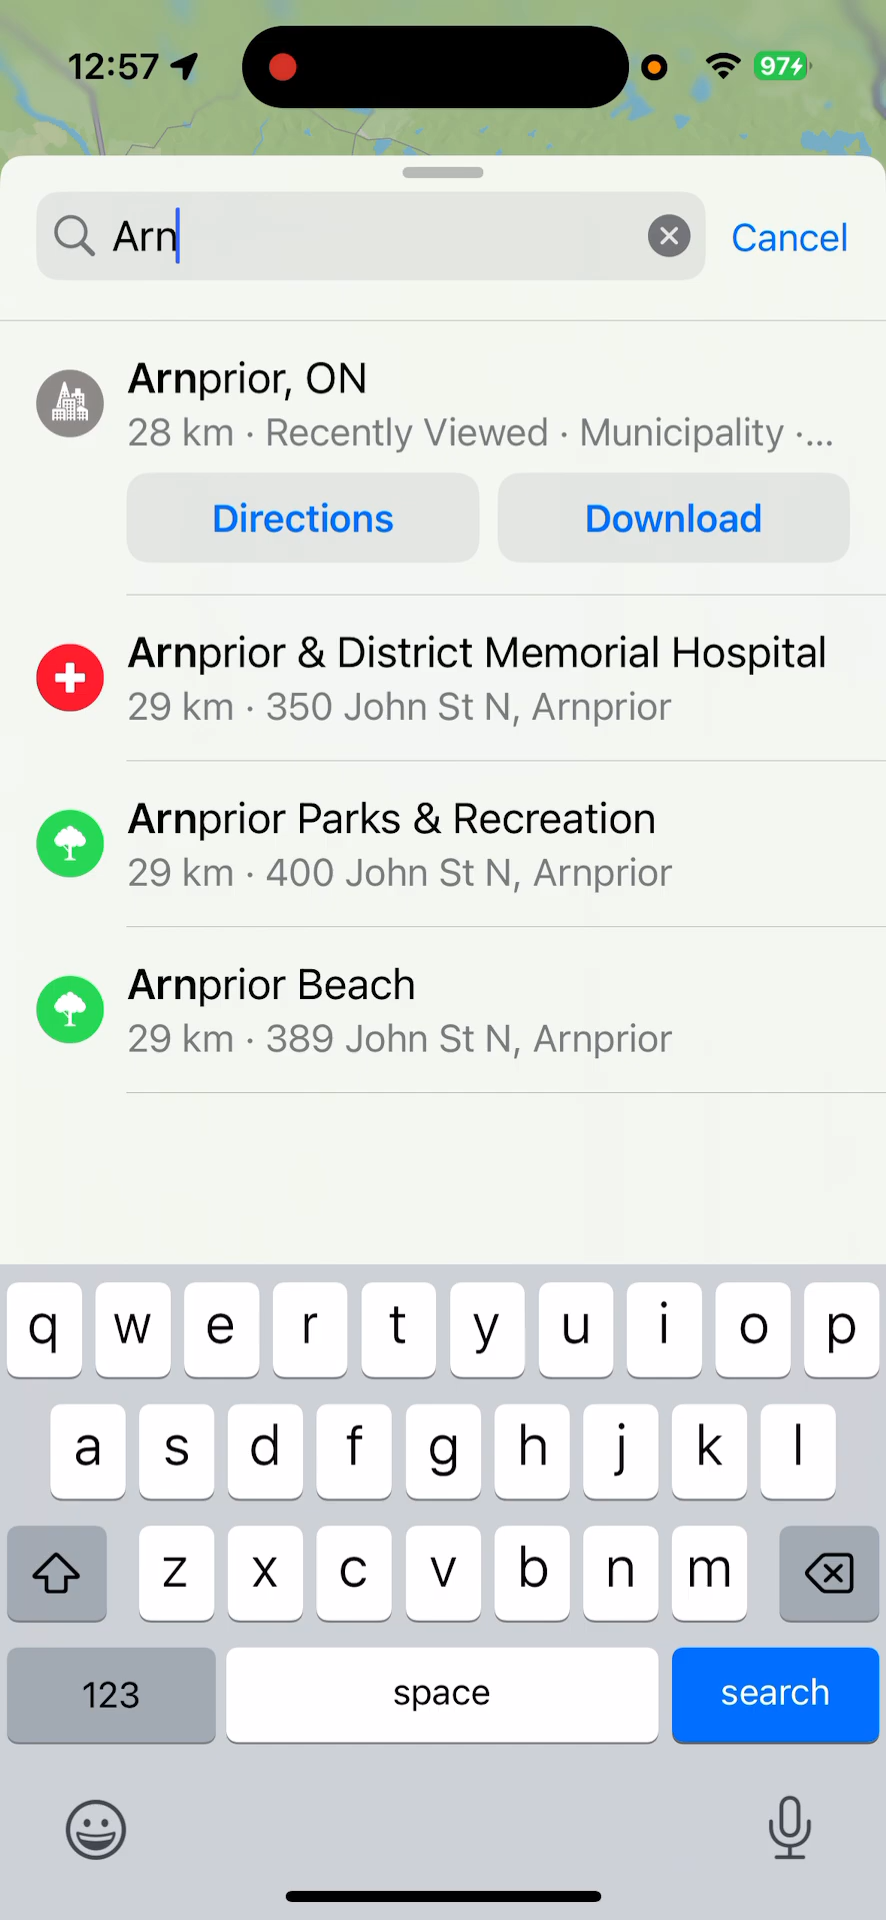 12:57
97
Arn
Cancel
Arnprior, ON
28 km · Recently Viewed · Municipality ·...
Directions
Download
Arnprior & District Memorial Hospital
29 km · 350 John St N, Arnprior
Arnprior Parks & Recreation
29 km · 400 John St N, Arnprior
Arnprior Beach
29 km · 389 John St N, Arnprior
q w e r t y u i o p
a s d f g h j k l
z x c v b n m
123 space search